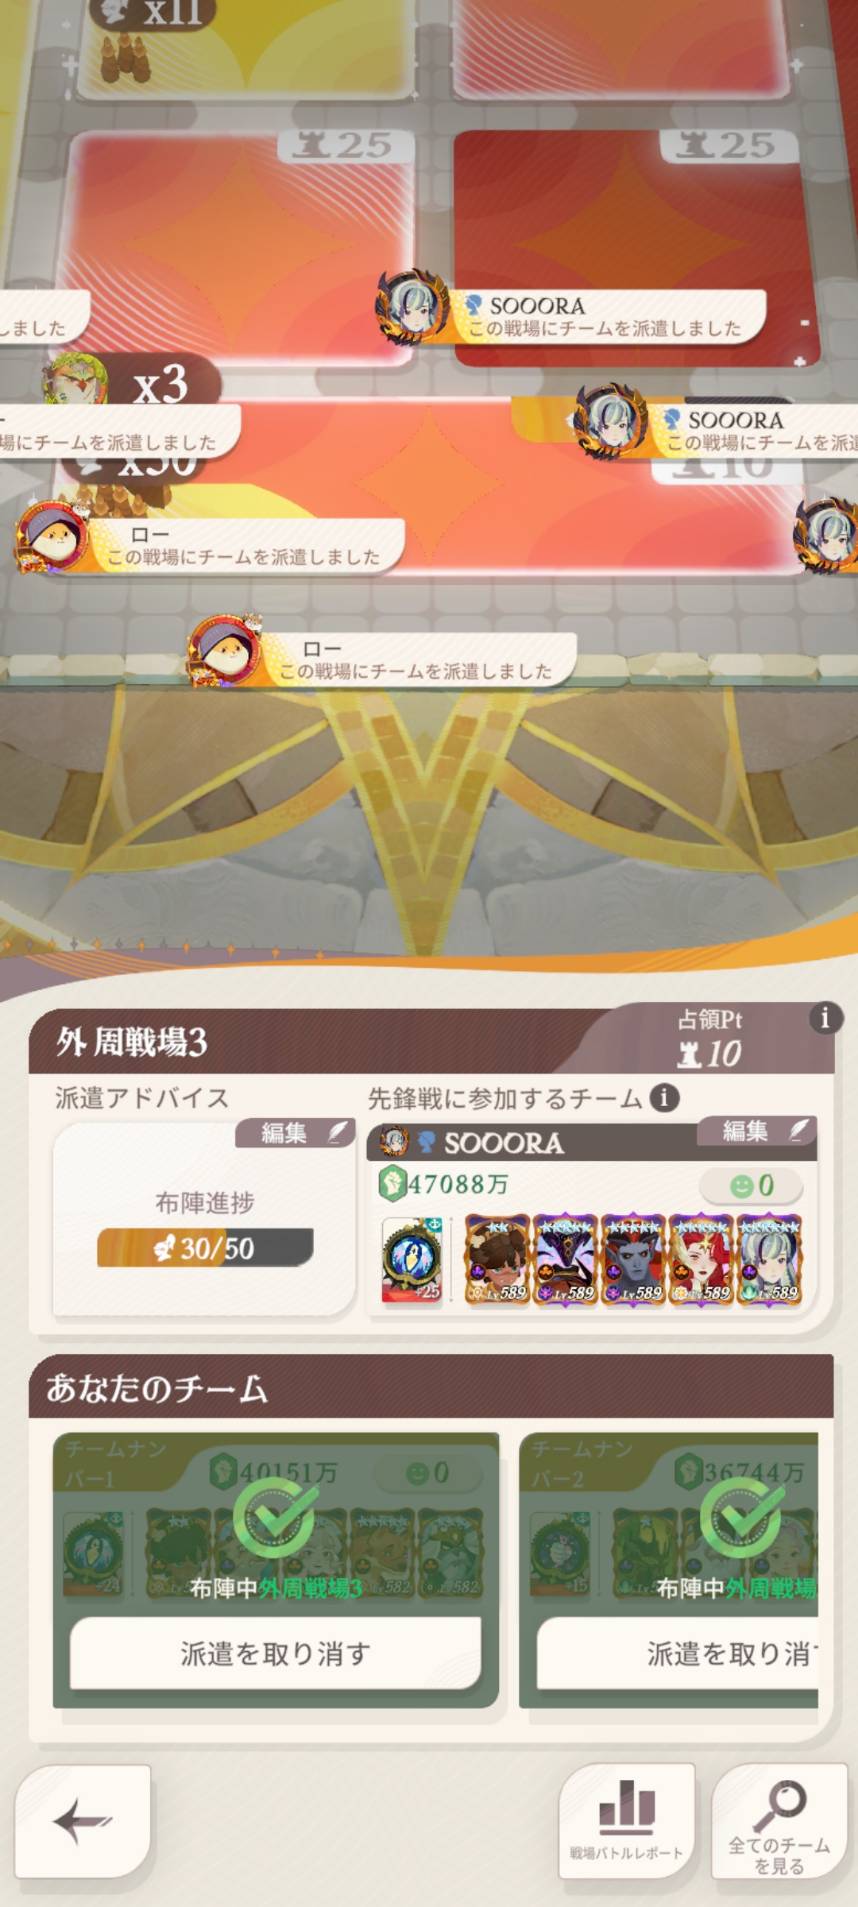 x11
25
25
しました
SOOORA
この戦場にチームを派遣しました
x3
SOOORA
場にチームを派遣しました
この戦場にチームを派遣
x50
10
ロー
この戦場にチームを派遣しました
ロー
この戦場にチームを派遣しました
外周戦場3
占領Pt
10
派遣アドバイス
先鋒戦に参加するチーム
編集
SOOORA
編集
47088万
0
布陣進捗
30/50
+25
Lv589
Lv589
Lv589
Lv589
Lv589
あなたのチーム
チームナンバー1
40151万
0
チームナンバー2
36744万
+24
582
Lv582
+15
布陣中外周戦場3
布陣中外周戦場
派遣を取り消す
派遣を取り消す
戦場バトルレポート
全てのチーム
を見る